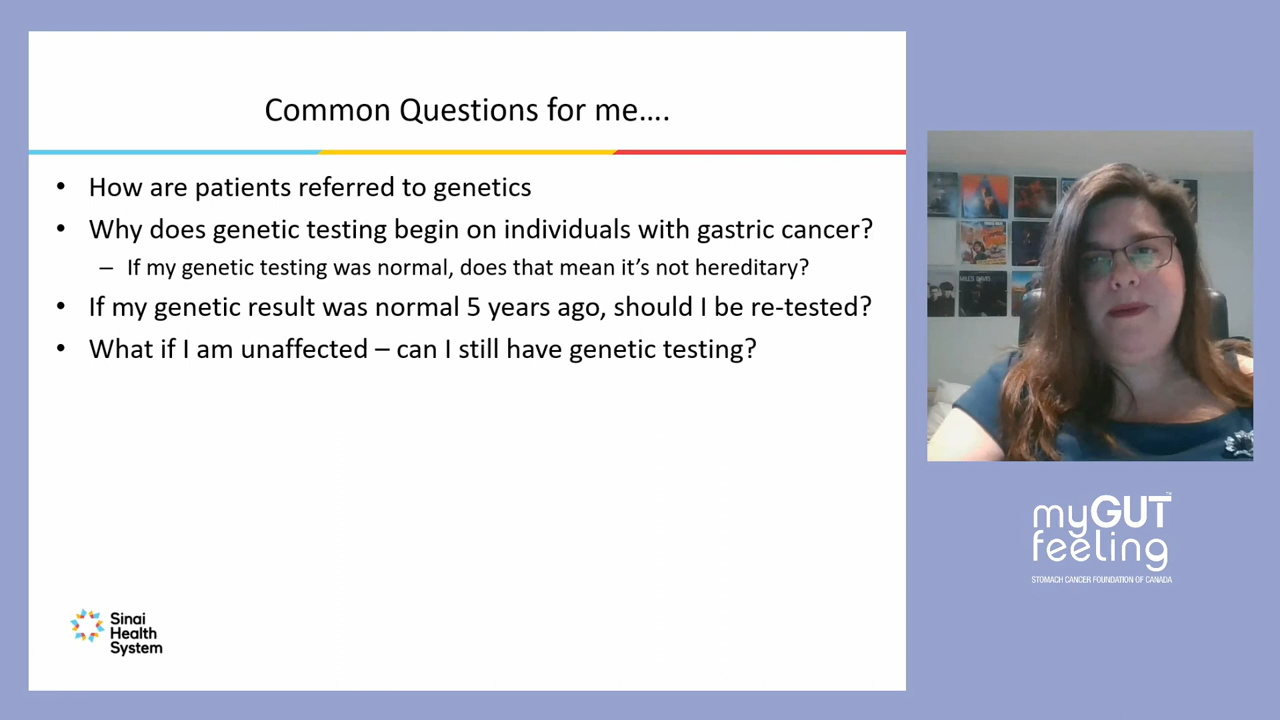 Common Questions for me....
• How are patients referred to genetics
• Why does genetic testing begin on individuals with gastric cancer?
– If my genetic testing was normal, does that mean it's not hereditary?
• If my genetic result was normal 5 years ago, should I be re-tested?
• What if I am unaffected – can I still have genetic testing?
Sinai
Health
System
MILES DAVIS
myGUT™
feeling
STOMACH CANCER FOUNDATION OF CANADA